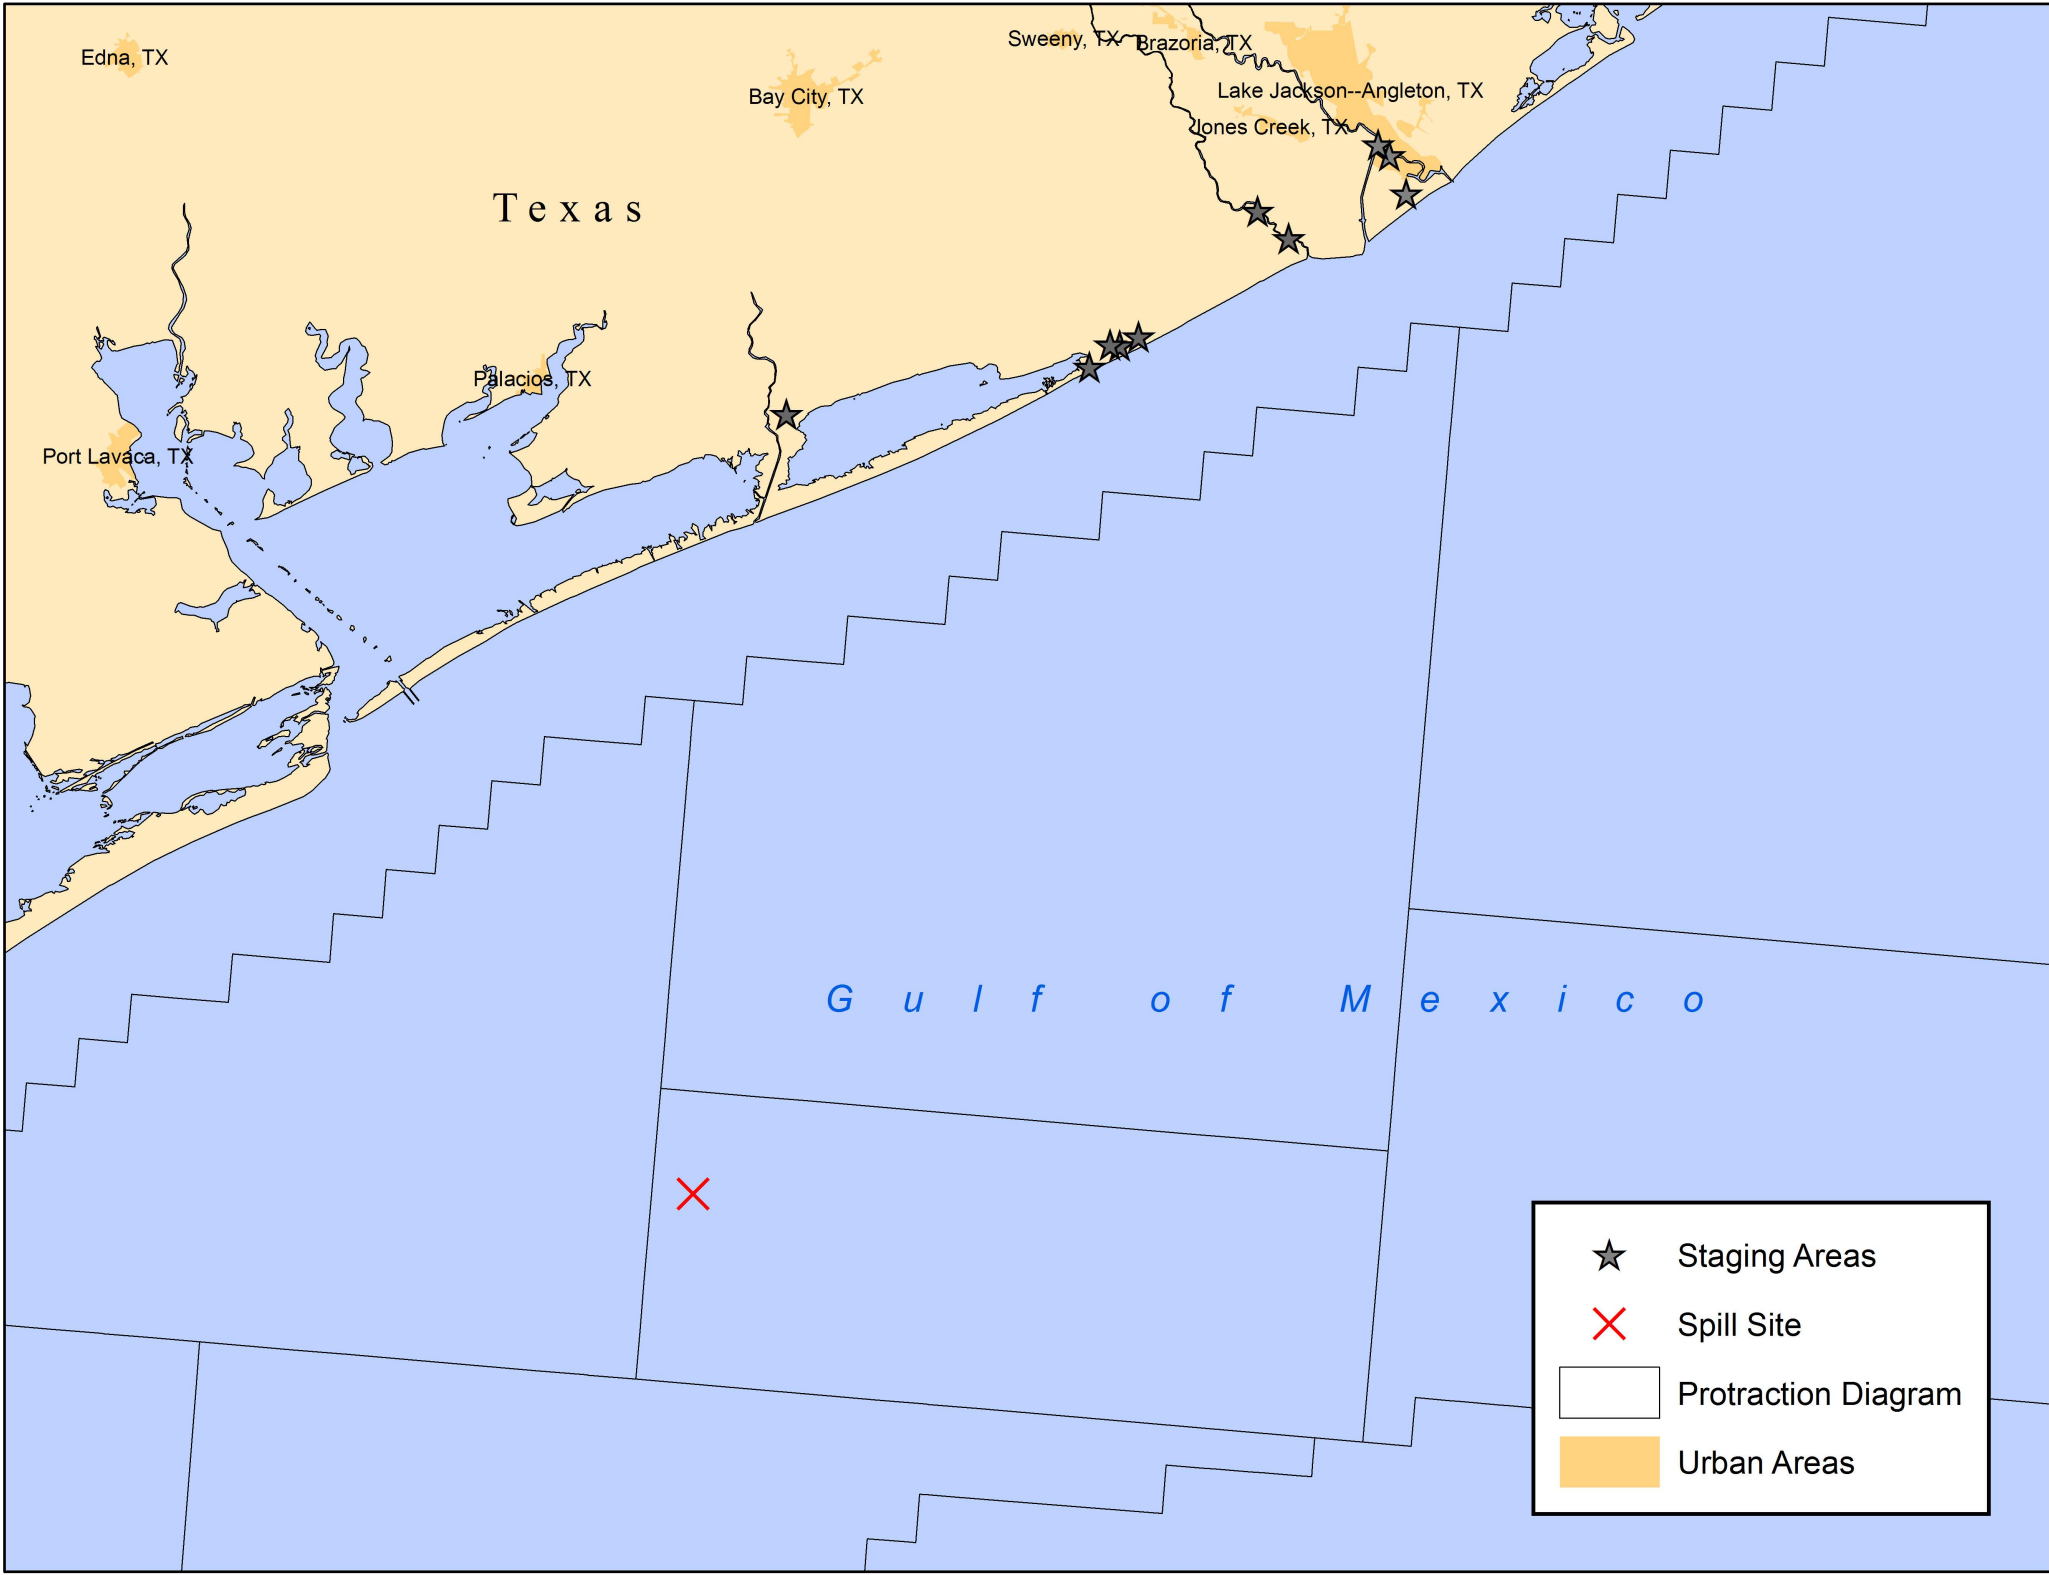 Sweeny, TX
Brazoria, TX
Edna, TX
Bay City, TX
Lake Jackson--Angleton, TX
Jones Creek, TX
Texas
Palacios, TX
Port Lavaca, TX
Gulf of Mexico
Staging Areas
Spill Site
Protraction Diagram
Urban Areas